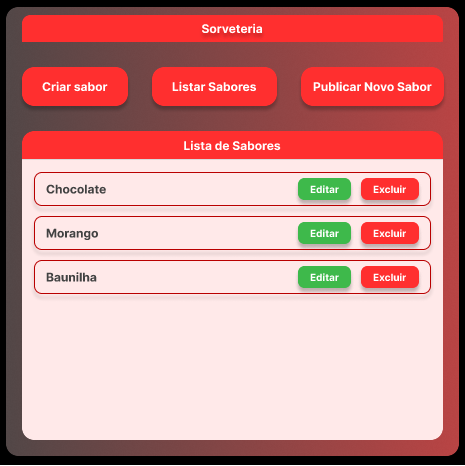 Sorveteria
Criar sabor Listar Sabores Publicar Novo Sabor
Lista de Sabores
Chocolate Editar Excluir
Morango Editar Excluir
Baunilha Editar Excluir